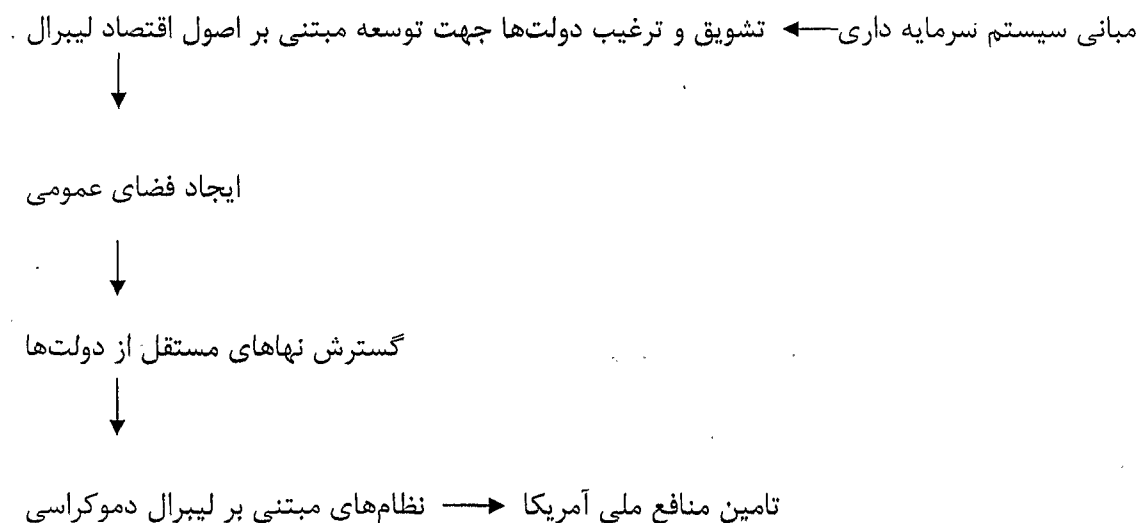 مبانی سیستم سرمایه داری ← تشویق و ترغیب دولت‌ها جهت توسعه مبتنی بر اصول اقتصاد لیبرال .
ایجاد فضای عمومی
گسترش نهاهای مستقل از دولت‌ها
نظام‌های مبتنی بر لیبرال دموکراسی → تامین منافع ملی آمریکا